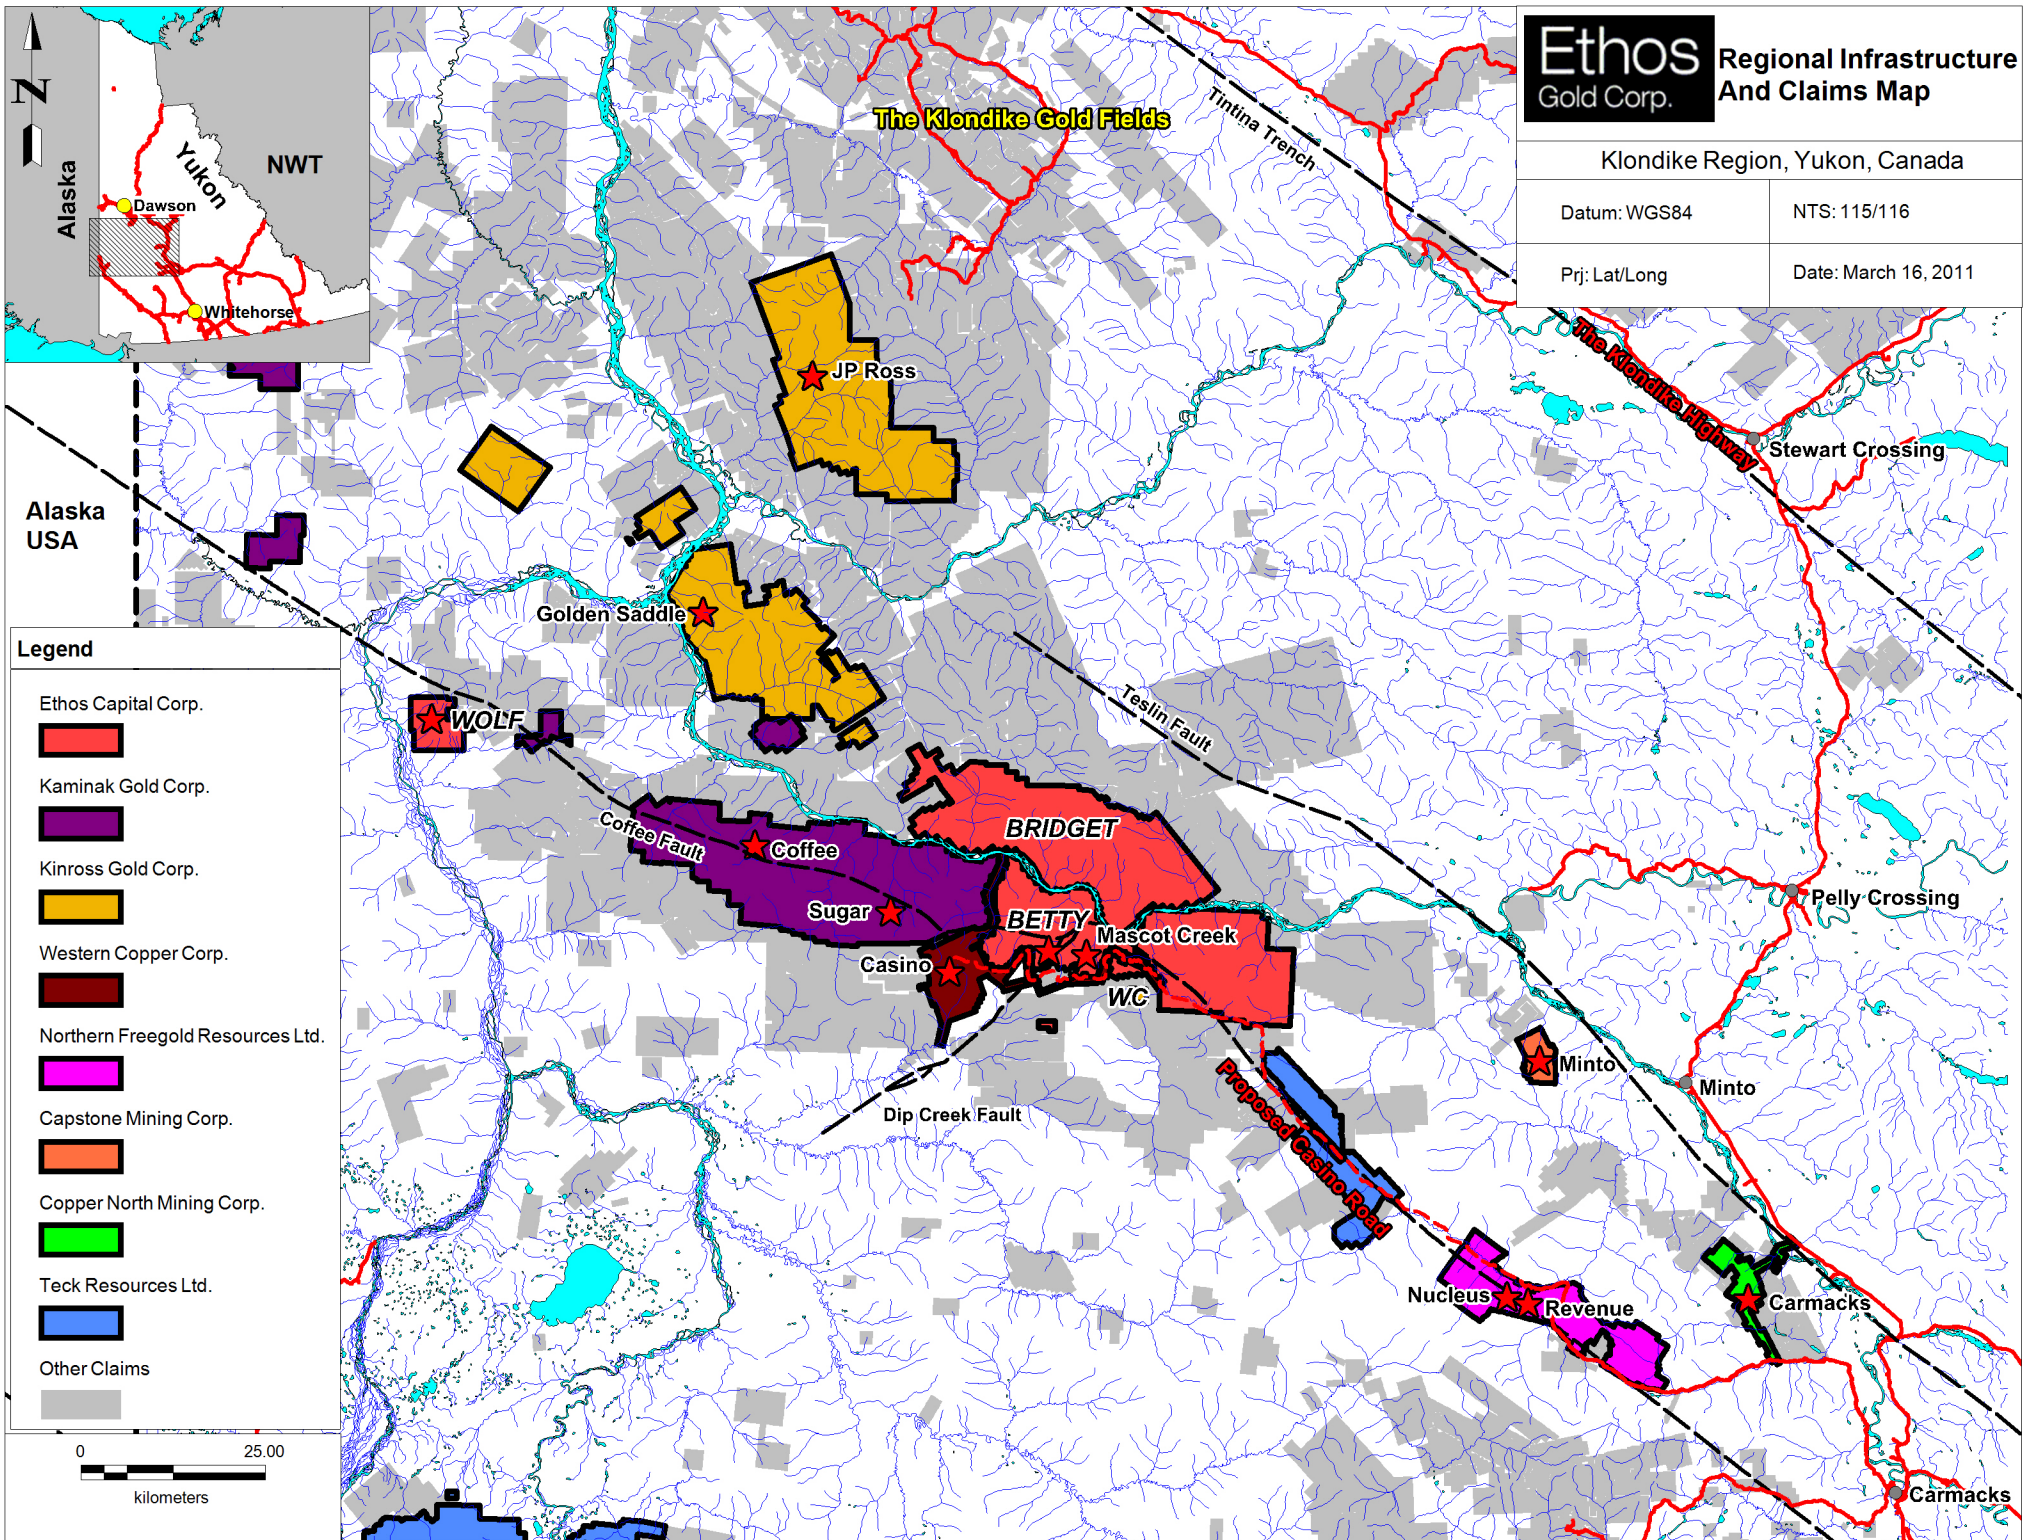 Ethos
Gold Corp.
Regional Infrastructure
And Claims Map
Klondike Region, Yukon, Canada
Datum: WGS84
NTS: 115/116
Prj: Lat/Long
Date: March 16, 2011
N
Alaska
Yukon
NWT
Dawson
Whitehorse
The Klondike Gold Fields
Tintina Trench
The Klondike Highway
JP Ross
Stewart Crossing
Alaska
USA
Golden Saddle
Teslin Fault
WOLF
Coffee Fault
Coffee
BRIDGET
Sugar
BETTY
Mascot Creek
Pelly Crossing
Casino
WC
Minto
Minto
Dip Creek Fault
Proposed Casino Road
Nucleus
Revenue
Carmacks
Carmacks
Legend
Ethos Capital Corp.
Kaminak Gold Corp.
Kinross Gold Corp.
Western Copper Corp.
Northern Freegold Resources Ltd.
Capstone Mining Corp.
Copper North Mining Corp.
Teck Resources Ltd.
Other Claims
0 25.00
kilometers